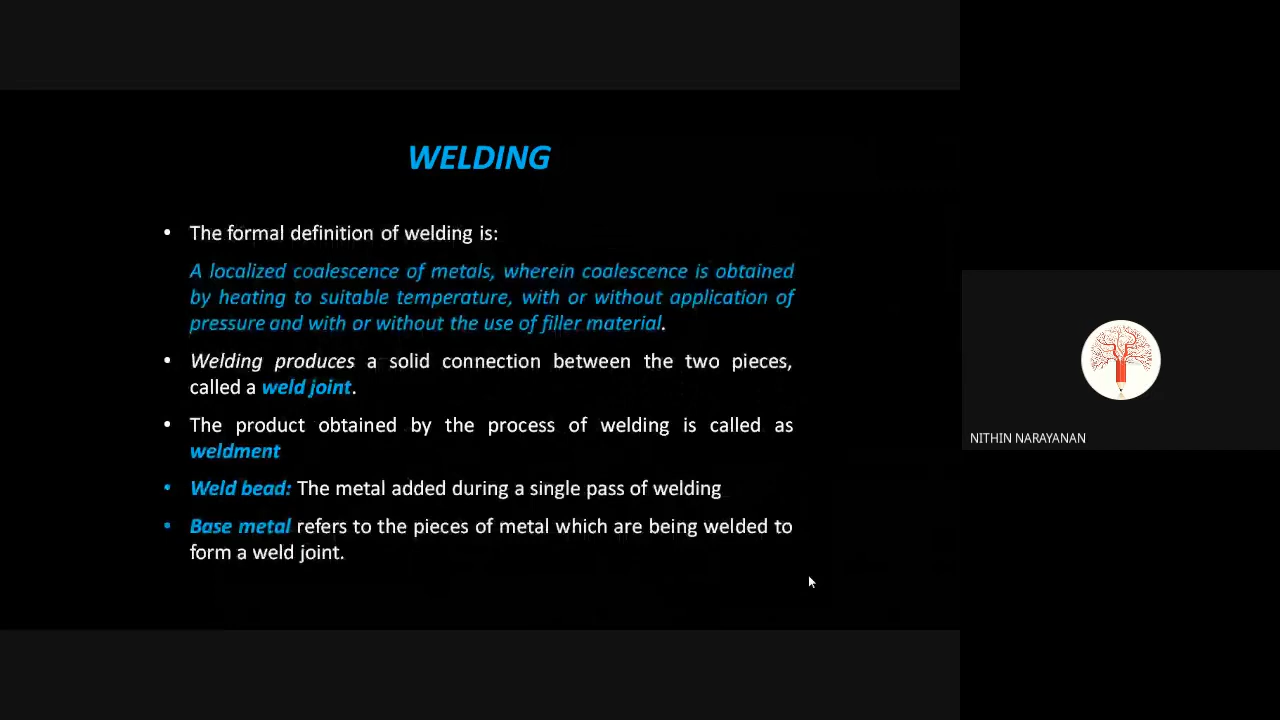 WELDING
• The formal definition of welding is:
A localized coalescence of metals, wherein coalescence is obtained
by heating to suitable temperature, with or without application of
pressure and with or without the use of filler material.
• Welding produces a solid connection between the two pieces,
called a weld joint.
• The product obtained by the process of welding is called as
weldment
• Weld bead: The metal added during a single pass of welding
• Base metal refers to the pieces of metal which are being welded to
form a weld joint.
NITHIN NARAYANAN